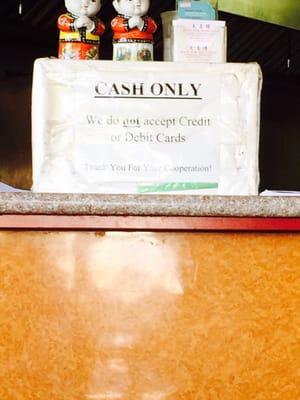 CASH ONLY
We do not accept Credit
or Debit Cards
Thank You For Your Cooperation!